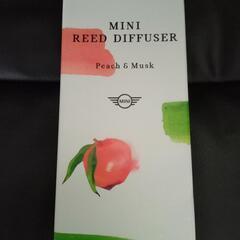 MINI
REED DIFFUSER
Peach & Musk
MINI